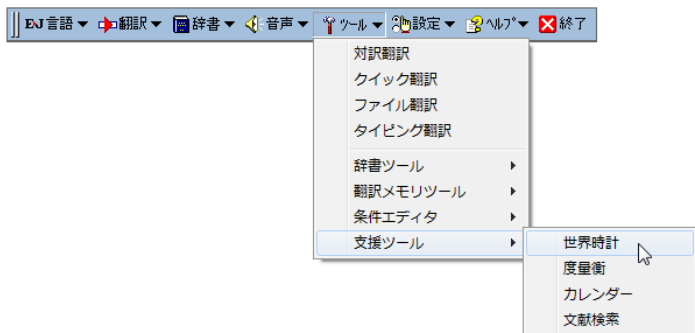 EJ 言語 ▼ 翻訳 ▼ 辞書 ▼ 音声 ▼ ツール ▼ 設定 ▼ ヘルプ ▼ 終了
対訳翻訳
クイック翻訳
ファイル翻訳
タイピング翻訳
辞書ツール
翻訳メモリツール
条件エディタ
支援ツール
世界時計
度量衡
カレンダー
文献検索